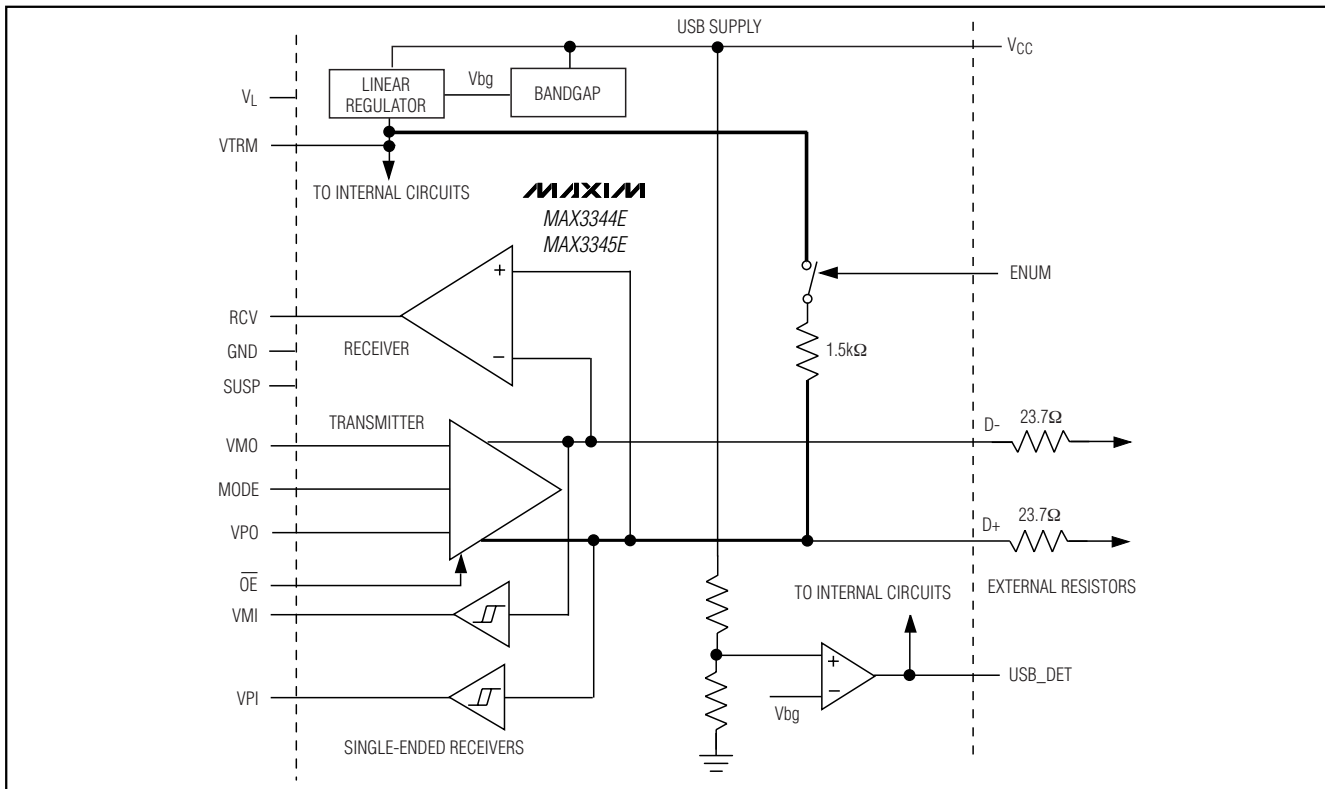 USB SUPPLY
VCC
LINEAR
REGULATOR
Vbg
BANDGAP
VL
VTRM
TO INTERNAL CIRCUITS
MAXIM
MAX3344E
MAX3345E
ENUM
+
RCV
RECEIVER
1.5kΩ
GND
−
SUSP
TRANSMITTER
D-
23.7Ω
VMO
MODE
D+
23.7Ω
VPO
OE
TO INTERNAL CIRCUITS
EXTERNAL RESISTORS
VMI
+
USB_DET
VPI
−
Vbg
SINGLE-ENDED RECEIVERS